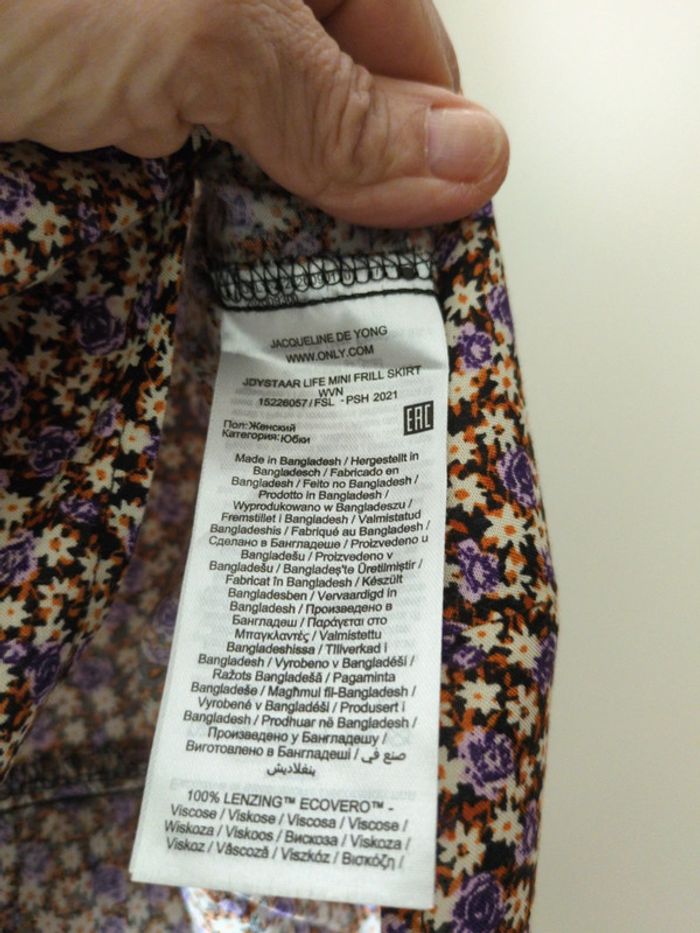 JACQUELINE DE YONG
WWW.ONLY.COM
JDYSTAAR LIFE MINI FRILL SKIRT
WVN
15226057/FSL - PSH 2021
EAC
Пол:Женский
Категория:Юбки
Made in Bangladesh / Hergestellt in
Bangladesch / Fabricado en
Bangladesh / Feito no Bangladesh /
Prodotto in Bangladesh /
Wyprodukowano w Bangladeszu /
Fremstillet i Bangladesh / Valmistatud
Bangladeshis / Fabriqué au Bangladesh /
Сделано в Бангладеше / Proizvedeno u
Bangladešu / Proizvedeno v
Bangladešu / Bangladeş'te Üretilmiştir /
Fabricat în Bangladesh / Készült
Bangladesben / Vervaardigd in
Bangladesh / Произведено в
Бангладеш / Παράγεται στο
Μπαγκλαντές / Valmistettu
Bangladeshissa / Tillverkad i
Bangladesh / Vyrobeno v Bangladéši /
Ražots Bangladešā / Pagaminta
Bangladeše / Magħmul fil-Bangladesh /
Vyrobené v Bangladéši / Produsert i
Bangladesh / Prodhuar në Bangladesh /
Произведено у Бангладешу /
Виготовлено в Бангладеші / صنع في
بنغلاديش
100% LENZING™ ECOVERO™ -
Viscose / Viskose / Viscosa / Viscose /
Wiskoza / Viskoos / Вискоза / Viskoza /
Viskoz / Vâscoză / Viszkóz / Βισκόζη /